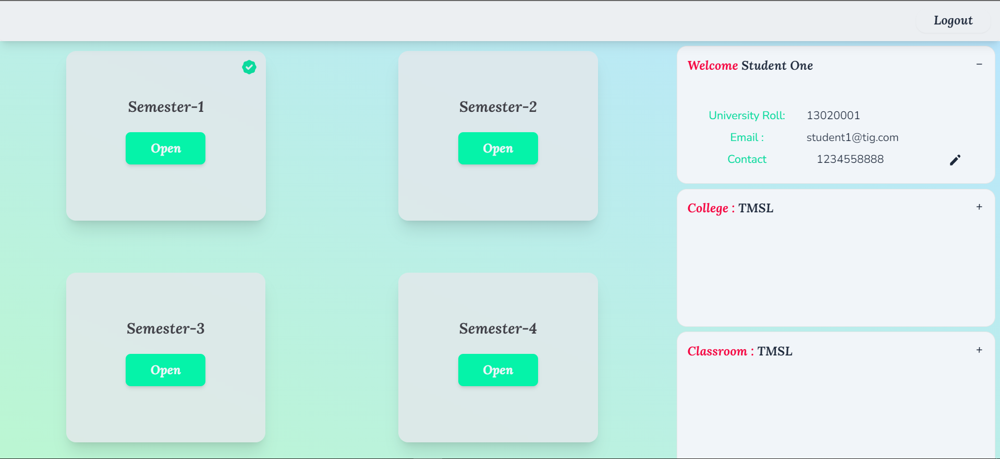 Logout
Semester-1
Open
Semester-2
Open
Semester-3
Open
Semester-4
Open
Welcome Student One
−
University Roll: 13020001
Email : student1@tig.com
Contact 1234558888
College : TMSL
+
Classroom : TMSL
+